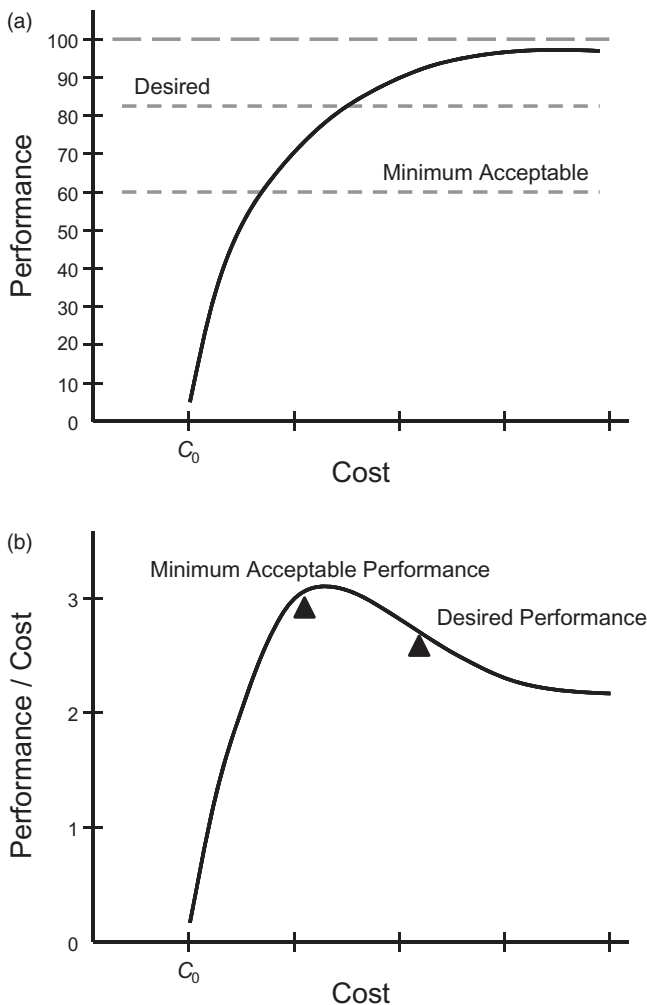 (a)
100
90
Desired
80
70
Minimum Acceptable
60
50
40
30
20
10
0
Performance
C0
Cost
(b)
Minimum Acceptable Performance
3
Desired Performance
2
1
0
Performance / Cost
C0
Cost